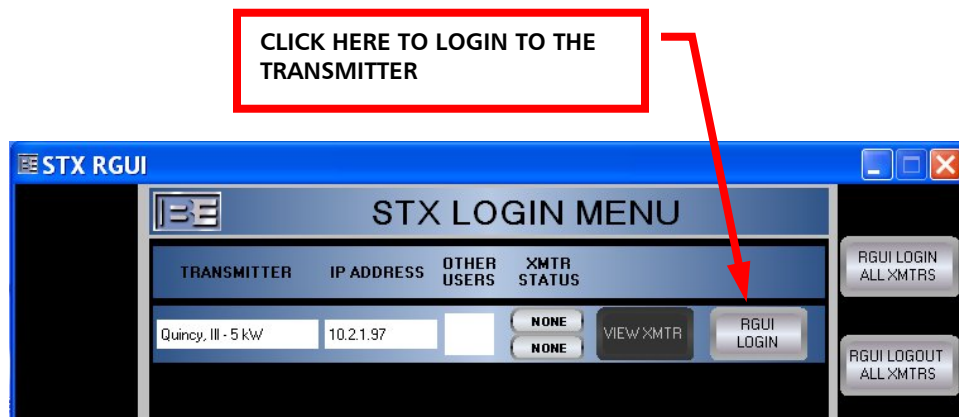 CLICK HERE TO LOGIN TO THE
TRANSMITTER
BE STX RGUI
BE STX LOGIN MENU
TRANSMITTER IP ADDRESS OTHER USERS XMTR STATUS
Quincy, Ill - 5 kW 10.2.1.97 NONE NONE VIEW XMTR RGUI LOGIN
RGUI LOGIN
ALL XMTRS
RGUI LOGOUT
ALL XMTRS